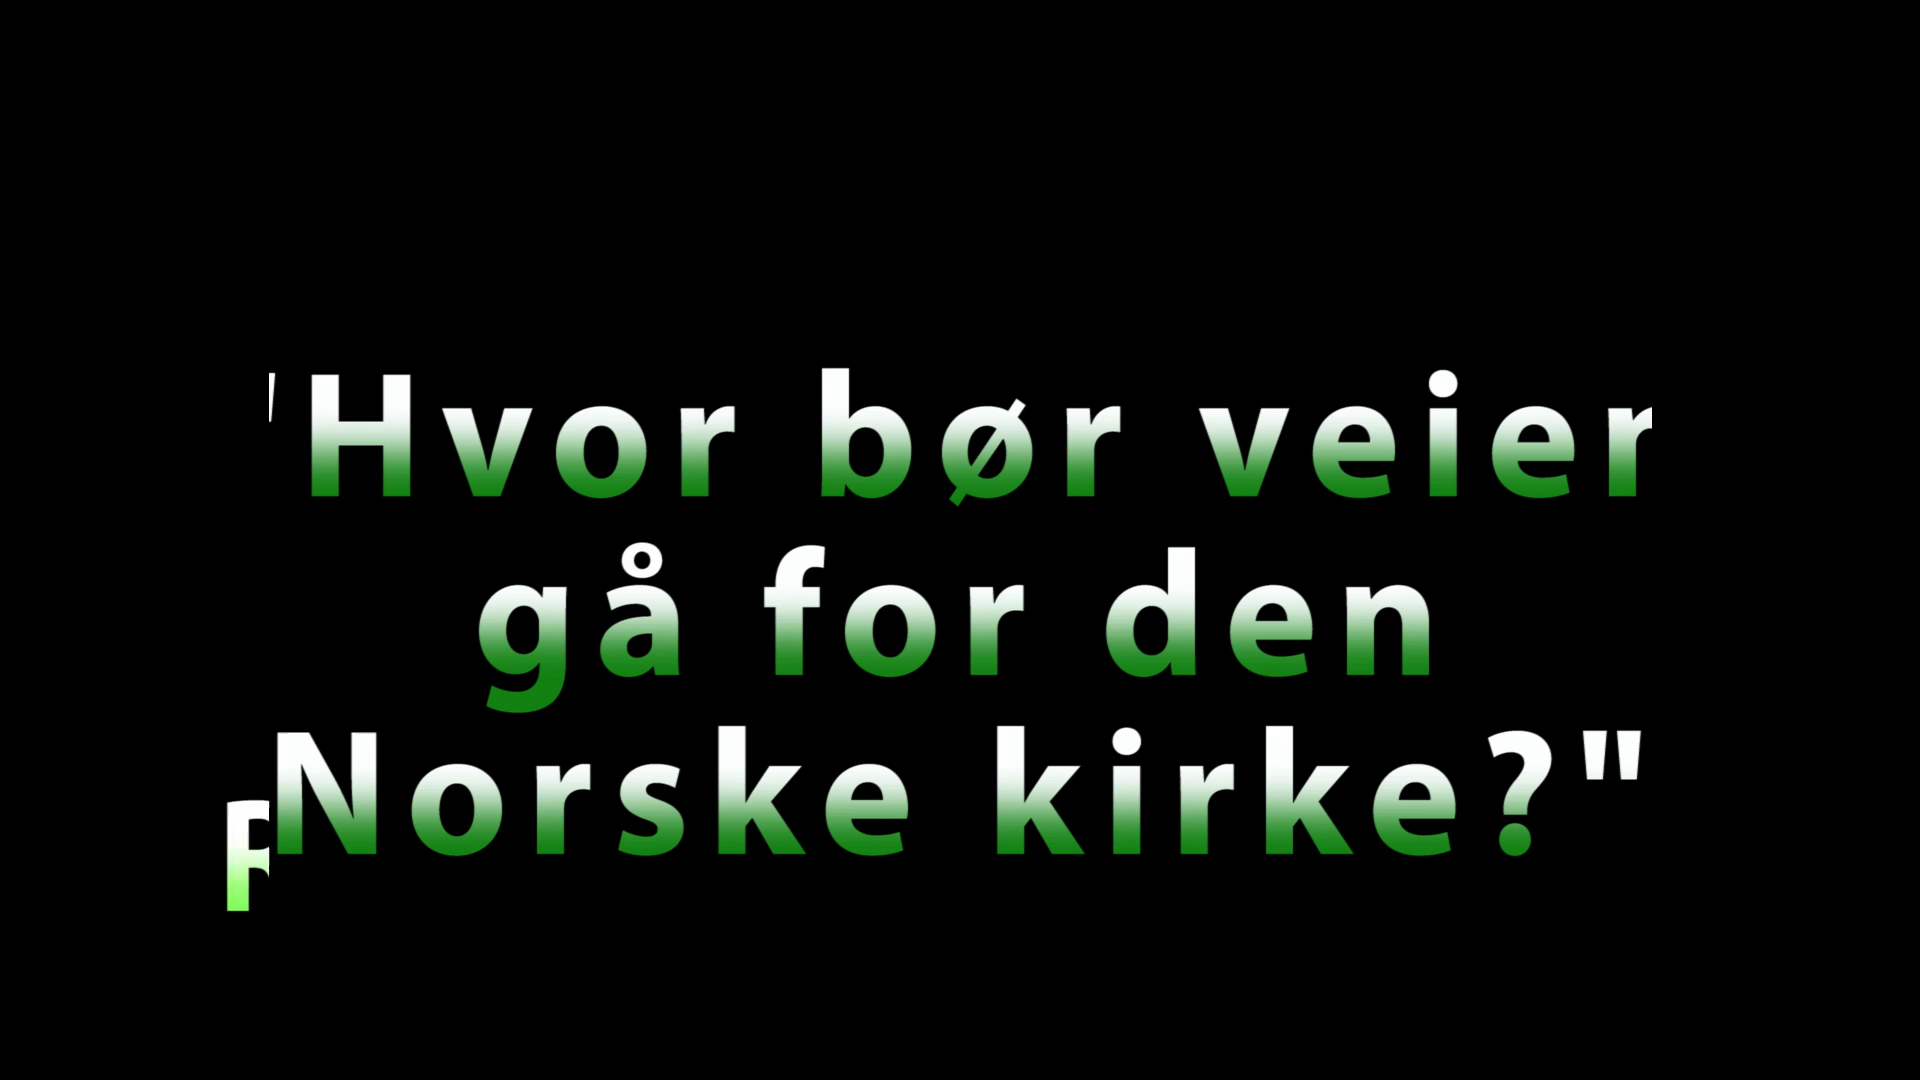 "Hvor bør veier
gå for den
Norske kirke?"